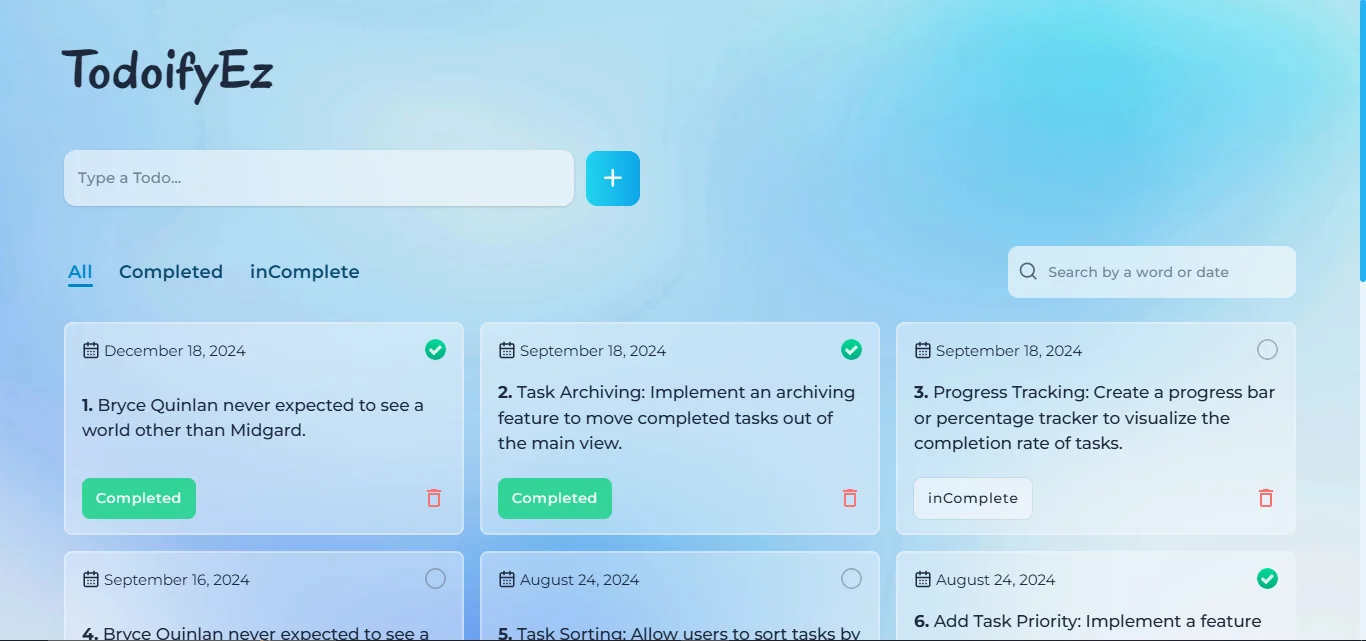 TodoifyEz
Type a Todo...
All Completed inComplete
Search by a word or date
December 18, 2024
1. Bryce Quinlan never expected to see a
world other than Midgard.
Completed
September 18, 2024
2. Task Archiving: Implement an archiving
feature to move completed tasks out of
the main view.
Completed
September 18, 2024
3. Progress Tracking: Create a progress bar
or percentage tracker to visualize the
completion rate of tasks.
inComplete
September 16, 2024
4. Bryce Quinlan never expected to see a
August 24, 2024
5. Task Sorting: Allow users to sort tasks by
August 24, 2024
6. Add Task Priority: Implement a feature